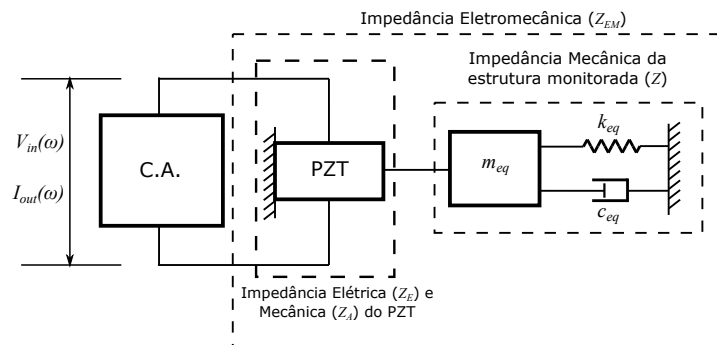 Impedância Eletromecânica (Z_EM)
Impedância Mecânica da
estrutura monitorada (Z)
V_in(ω)
I_out(ω)
C.A.
PZT
m_eq
k_eq
c_eq
Impedância Elétrica (Z_E) e
Mecânica (Z_A) do PZT